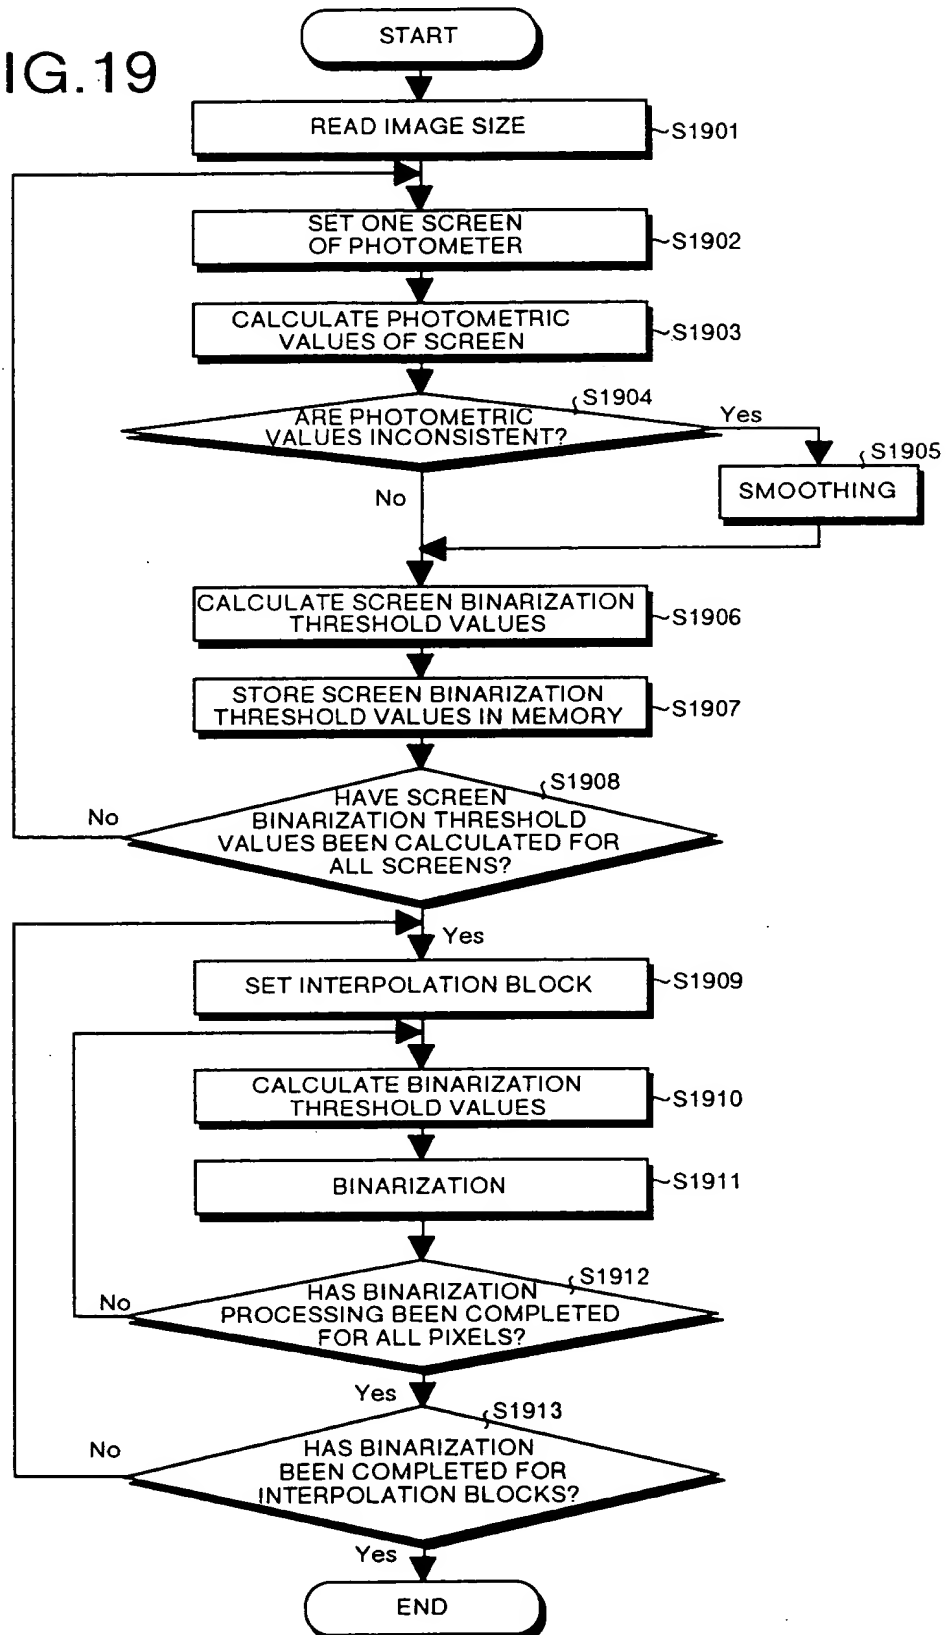 IG.19
START
READ IMAGE SIZE
S1901
SET ONE SCREEN
OF PHOTOMETER
S1902
CALCULATE PHOTOMETRIC
VALUES OF SCREEN
S1903
S1904
ARE PHOTOMETRIC
VALUES INCONSISTENT?
Yes
S1905
SMOOTHING
No
CALCULATE SCREEN BINARIZATION
THRESHOLD VALUES
S1906
STORE SCREEN BINARIZATION
THRESHOLD VALUES IN MEMORY
S1907
S1908
HAVE SCREEN
BINARIZATION THRESHOLD
VALUES BEEN CALCULATED FOR
ALL SCREENS?
No
Yes
SET INTERPOLATION BLOCK
S1909
CALCULATE BINARIZATION
THRESHOLD VALUES
S1910
BINARIZATION
S1911
S1912
HAS BINARIZATION
PROCESSING BEEN COMPLETED
FOR ALL PIXELS?
No
Yes
S1913
HAS BINARIZATION
BEEN COMPLETED FOR
INTERPOLATION BLOCKS?
No
Yes
END